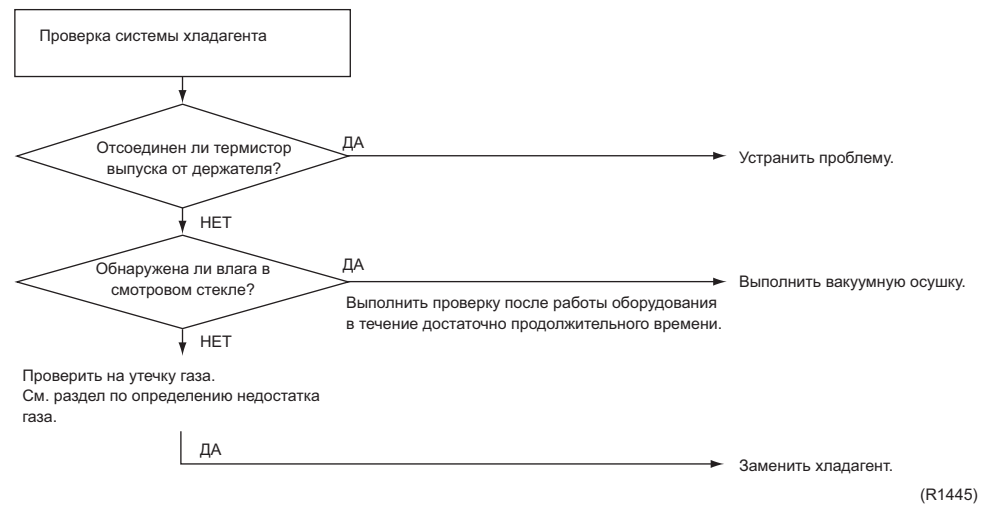 Проверка системы хладагента
Отсоединен ли термистор
выпуска от держателя?
ДА
Устранить проблему.
НЕТ
Обнаружена ли влага в
смотровом стекле?
ДА
Выполнить вакуумную осушку.
Выполнить проверку после работы оборудования
в течение достаточно продолжительного времени.
НЕТ
Проверить на утечку газа.
См. раздел по определению недостатка
газа.
ДА
Заменить хладагент.
(R1445)